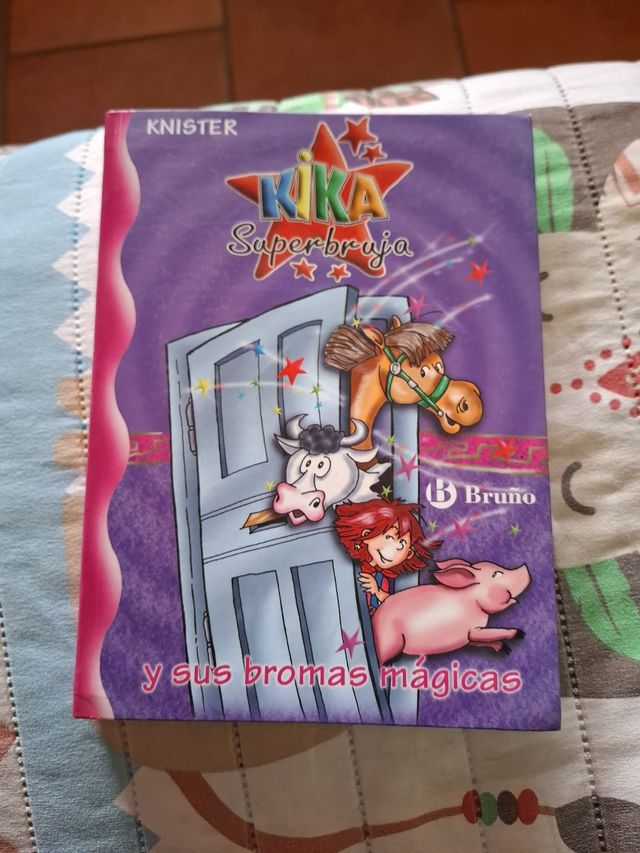 KNISTER
KIKA
Superbruja
B Bruño
y sus bromas mágicas